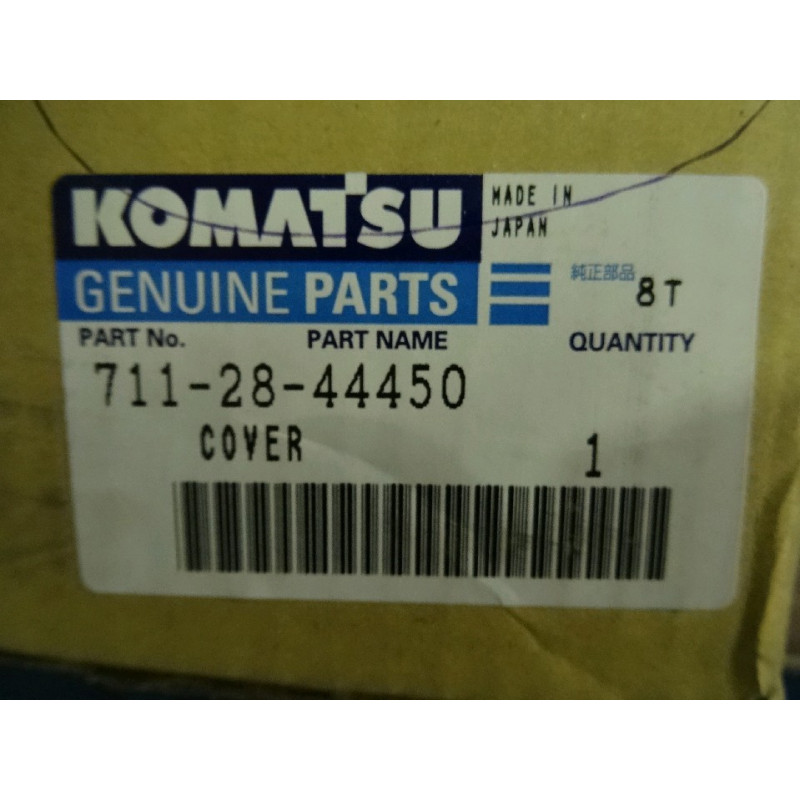 KOMATSU
MADE IN
JAPAN
GENUINE PARTS
純正部品
8T
PART No.
PART NAME
QUANTITY
711-28-44450
COVER
1